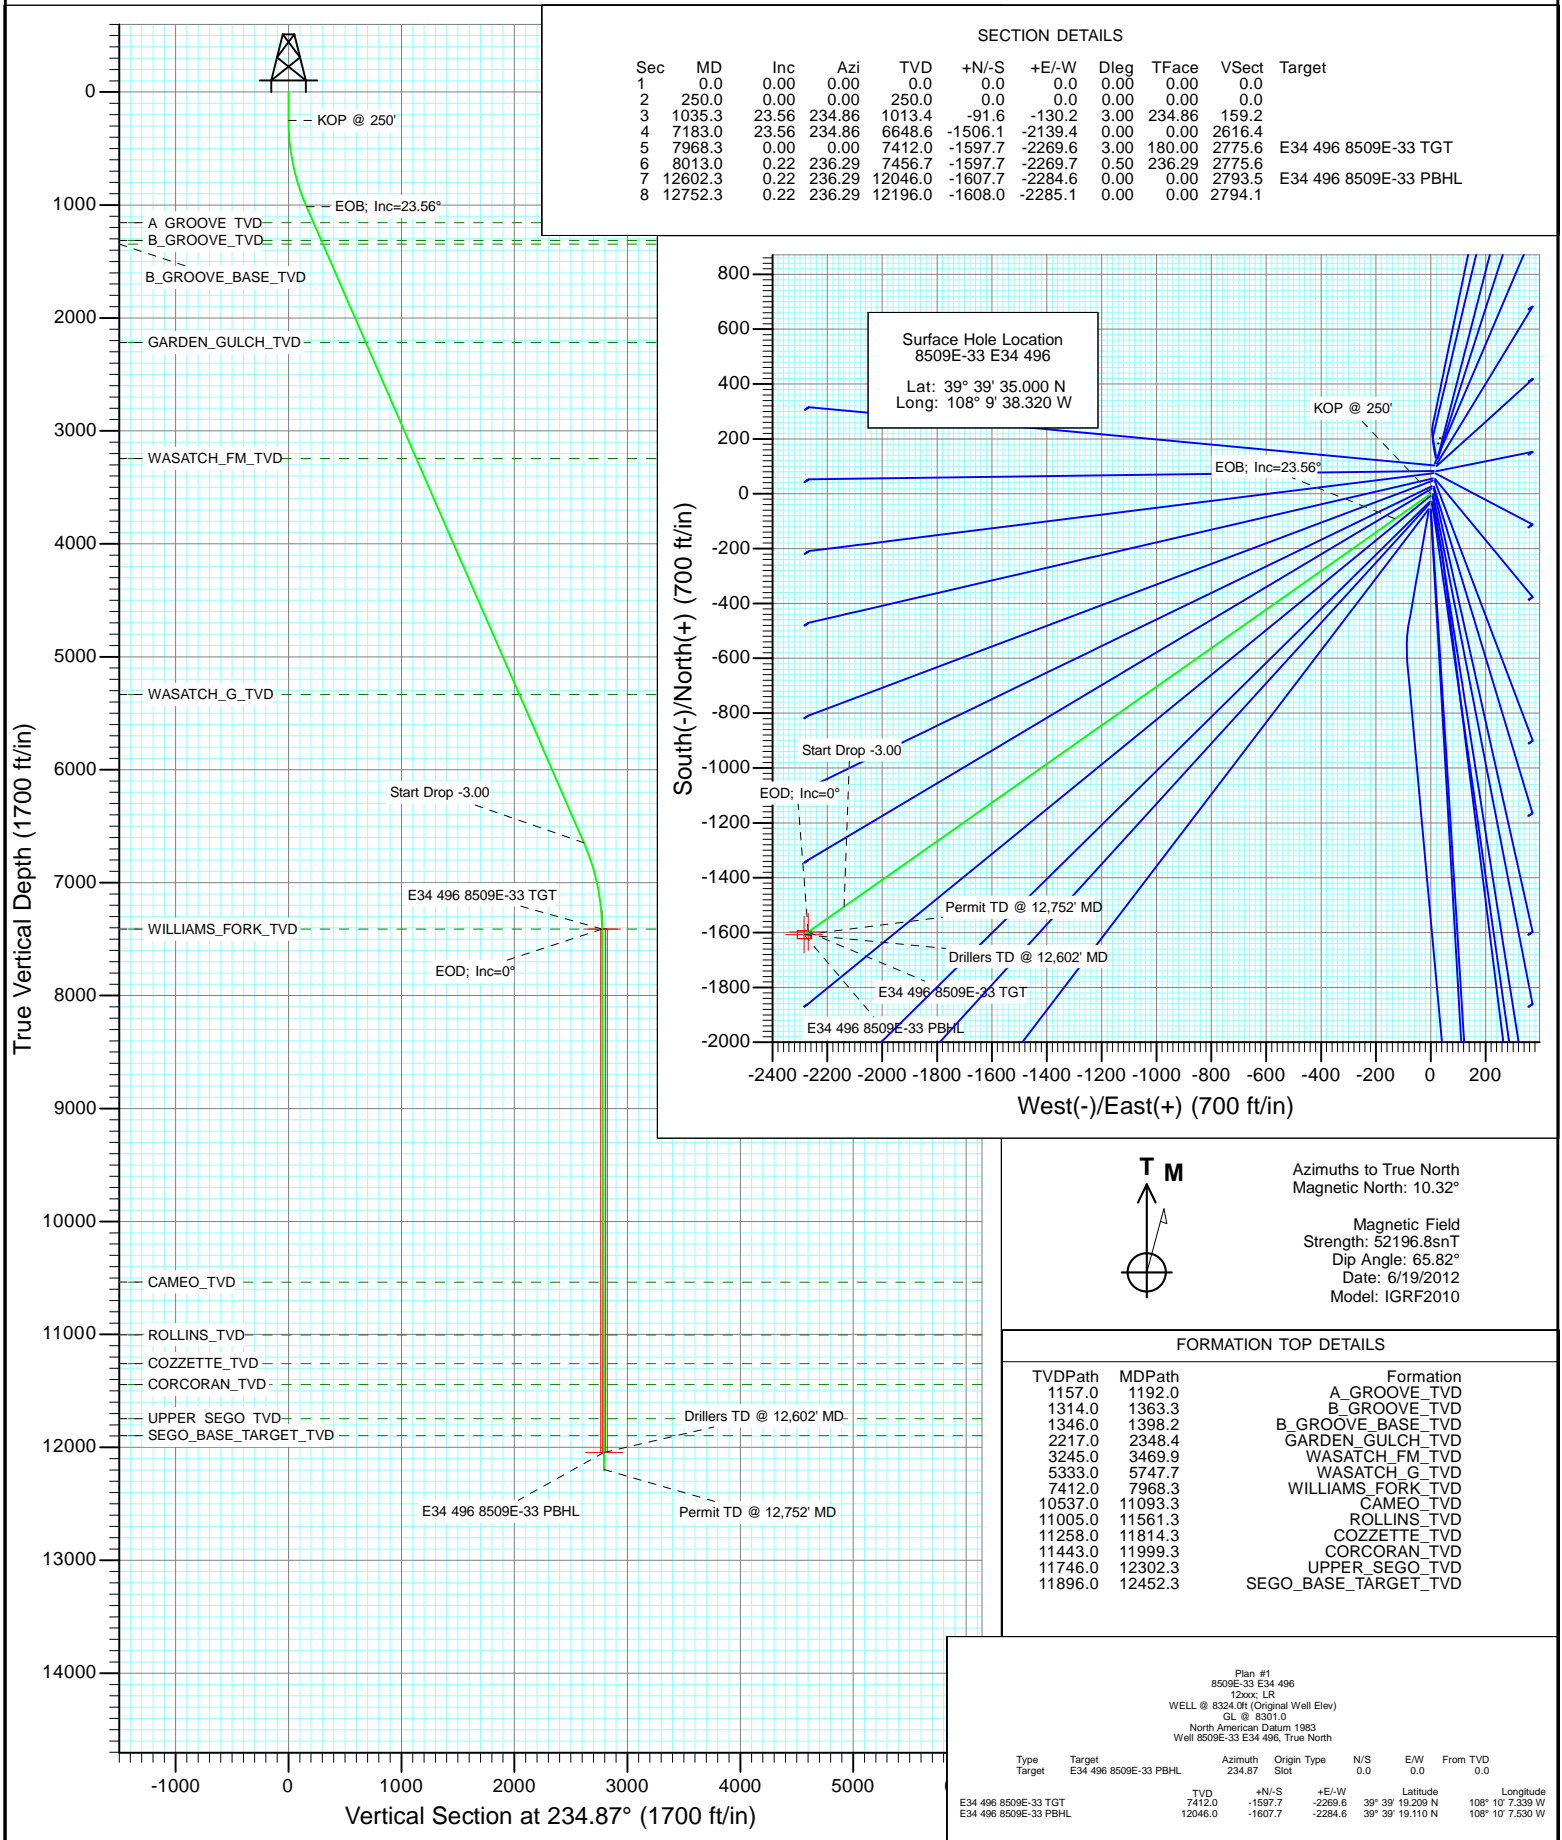 SECTION DETAILS
Sec MD Inc Azi TVD +N/-S +E/-W Dleg TFace VSect Target
1 0.0 0.00 0.00 0.0 0.0 0.0 0.00 0.00 0.0
2 250.0 0.00 0.00 250.0 0.0 0.0 0.00 0.00 0.0
3 1035.3 23.56 234.86 1013.4 -91.6 -130.2 3.00 234.86 159.2
4 7183.0 23.56 234.86 6648.6 -1506.1 -2139.4 0.00 0.00 2616.4
5 7968.3 0.00 0.00 7412.0 -1597.7 -2269.6 3.00 180.00 2775.6 E34 496 8509E-33 TGT
6 8013.0 0.22 236.29 7456.7 -1597.7 -2269.7 0.50 236.29 2775.6
7 12602.3 0.22 236.29 12046.0 -1607.7 -2284.6 0.00 0.00 2793.5 E34 496 8509E-33 PBHL
8 12752.3 0.22 236.29 12196.0 -1608.0 -2285.1 0.00 0.00 2794.1
True Vertical Depth (1700 ft/in)
0
1000
2000
3000
4000
5000
6000
7000
8000
9000
10000
11000
12000
13000
14000
KOP @ 250'
EOB; Inc=23.56°
A_GROOVE_TVD
B_GROOVE_TVD
B_GROOVE_BASE_TVD
GARDEN_GULCH_TVD
WASATCH_FM_TVD
WASATCH_G_TVD
Start Drop -3.00
E34 496 8509E-33 TGT
WILLIAMS_FORK_TVD
EOD; Inc=0°
CAMEO_TVD
ROLLINS_TVD
COZZETTE_TVD
CORCORAN_TVD
UPPER_SEGO_TVD
SEGO_BASE_TARGET_TVD
Drillers TD @ 12,602' MD
E34 496 8509E-33 PBHL
Permit TD @ 12,752' MD
-1000 0 1000 2000 3000 4000 5000
Vertical Section at 234.87° (1700 ft/in)
South(-)/North(+) (700 ft/in)
800
600
400
200
0
-200
-400
-600
-800
-1000
-1200
-1400
-1600
-1800
-2000
Surface Hole Location
8509E-33 E34 496
Lat: 39° 39' 35.000 N
Long: 108° 9' 38.320 W
KOP @ 250'
EOB; Inc=23.56°
Start Drop -3.00
EOD; Inc=0°
Permit TD @ 12,752' MD
Drillers TD @ 12,602' MD
E34 496 8509E-33 TGT
E34 496 8509E-33 PBHL
-2400 -2200 -2000 -1800 -1600 -1400 -1200 -1000 -800 -600 -400 -200 0 200
West(-)/East(+) (700 ft/in)
T M
Azimuths to True North
Magnetic North: 10.32°
Magnetic Field
Strength: 52196.8snT
Dip Angle: 65.82°
Date: 6/19/2012
Model: IGRF2010
FORMATION TOP DETAILS
TVDPath MDPath Formation
1157.0 1192.0 A_GROOVE_TVD
1314.0 1363.3 B_GROOVE_TVD
1346.0 1398.2 B_GROOVE_BASE_TVD
2217.0 2348.4 GARDEN_GULCH_TVD
3245.0 3469.9 WASATCH_FM_TVD
5333.0 5747.7 WASATCH_G_TVD
7412.0 7968.3 WILLIAMS_FORK_TVD
10537.0 11093.3 CAMEO_TVD
11005.0 11561.3 ROLLINS_TVD
11258.0 11814.3 COZZETTE_TVD
11443.0 11999.3 CORCORAN_TVD
11746.0 12302.3 UPPER_SEGO_TVD
11896.0 12452.3 SEGO_BASE_TARGET_TVD
Plan #1
8509E-33 E34 496
12xxx; LR
WELL @ 8324.0ft (Original Well Elev)
GL @ 8301.0
North American Datum 1983
Well 8509E-33 E34 496, True North
Type Target Azimuth Origin Type N/S E/W From TVD
Target E34 496 8509E-33 PBHL 234.87 Slot 0.0 0.0 0.0
TVD +N/-S +E/-W Latitude Longitude
E34 496 8509E-33 TGT 7412.0 -1597.7 -2269.6 39° 39' 19.209 N 108° 10' 7.339 W
E34 496 8509E-33 PBHL 12046.0 -1607.7 -2284.6 39° 39' 19.110 N 108° 10' 7.530 W